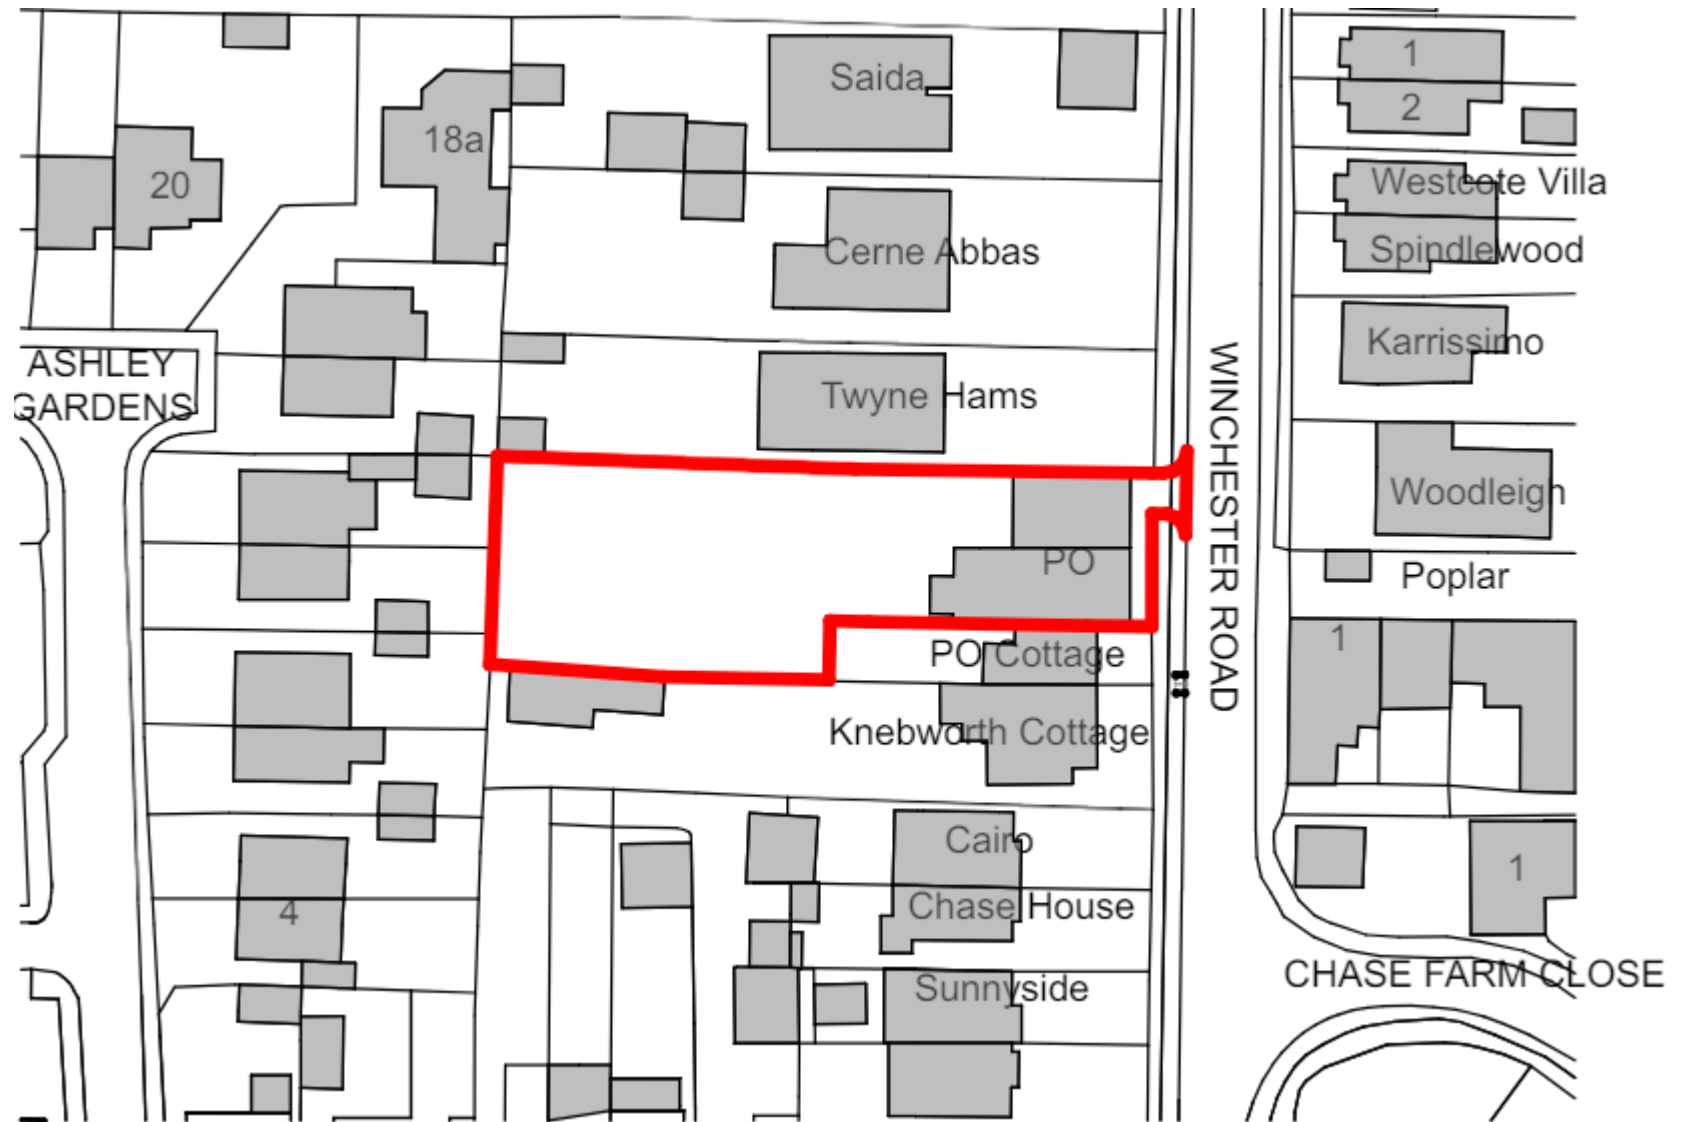 Saida
1
2
18a
20
Westcote Villa
Cerne Abbas
Spindlewood
Karrissimo
ASHLEY
GARDENS
Twyne Hams
WINCHESTER ROAD
Woodleigh
PO
Poplar
PO Cottage
1
Knebworth Cottage
Cairo
4
Chase House
1
Sunnyside
CHASE FARM CLOSE